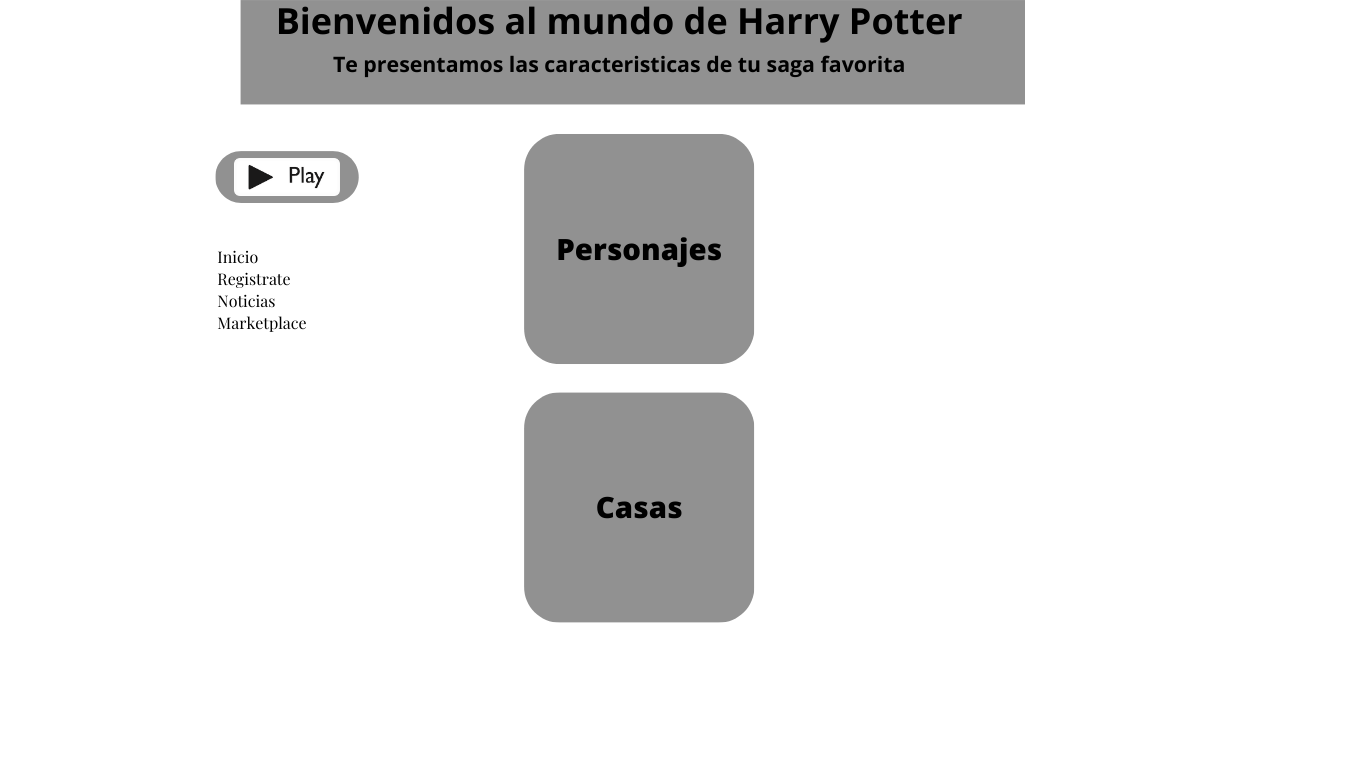 Bienvenidos al mundo de Harry Potter
Te presentamos las caracteristicas de tu saga favorita
Play
Inicio
Registrate
Noticias
Marketplace
Personajes
Casas